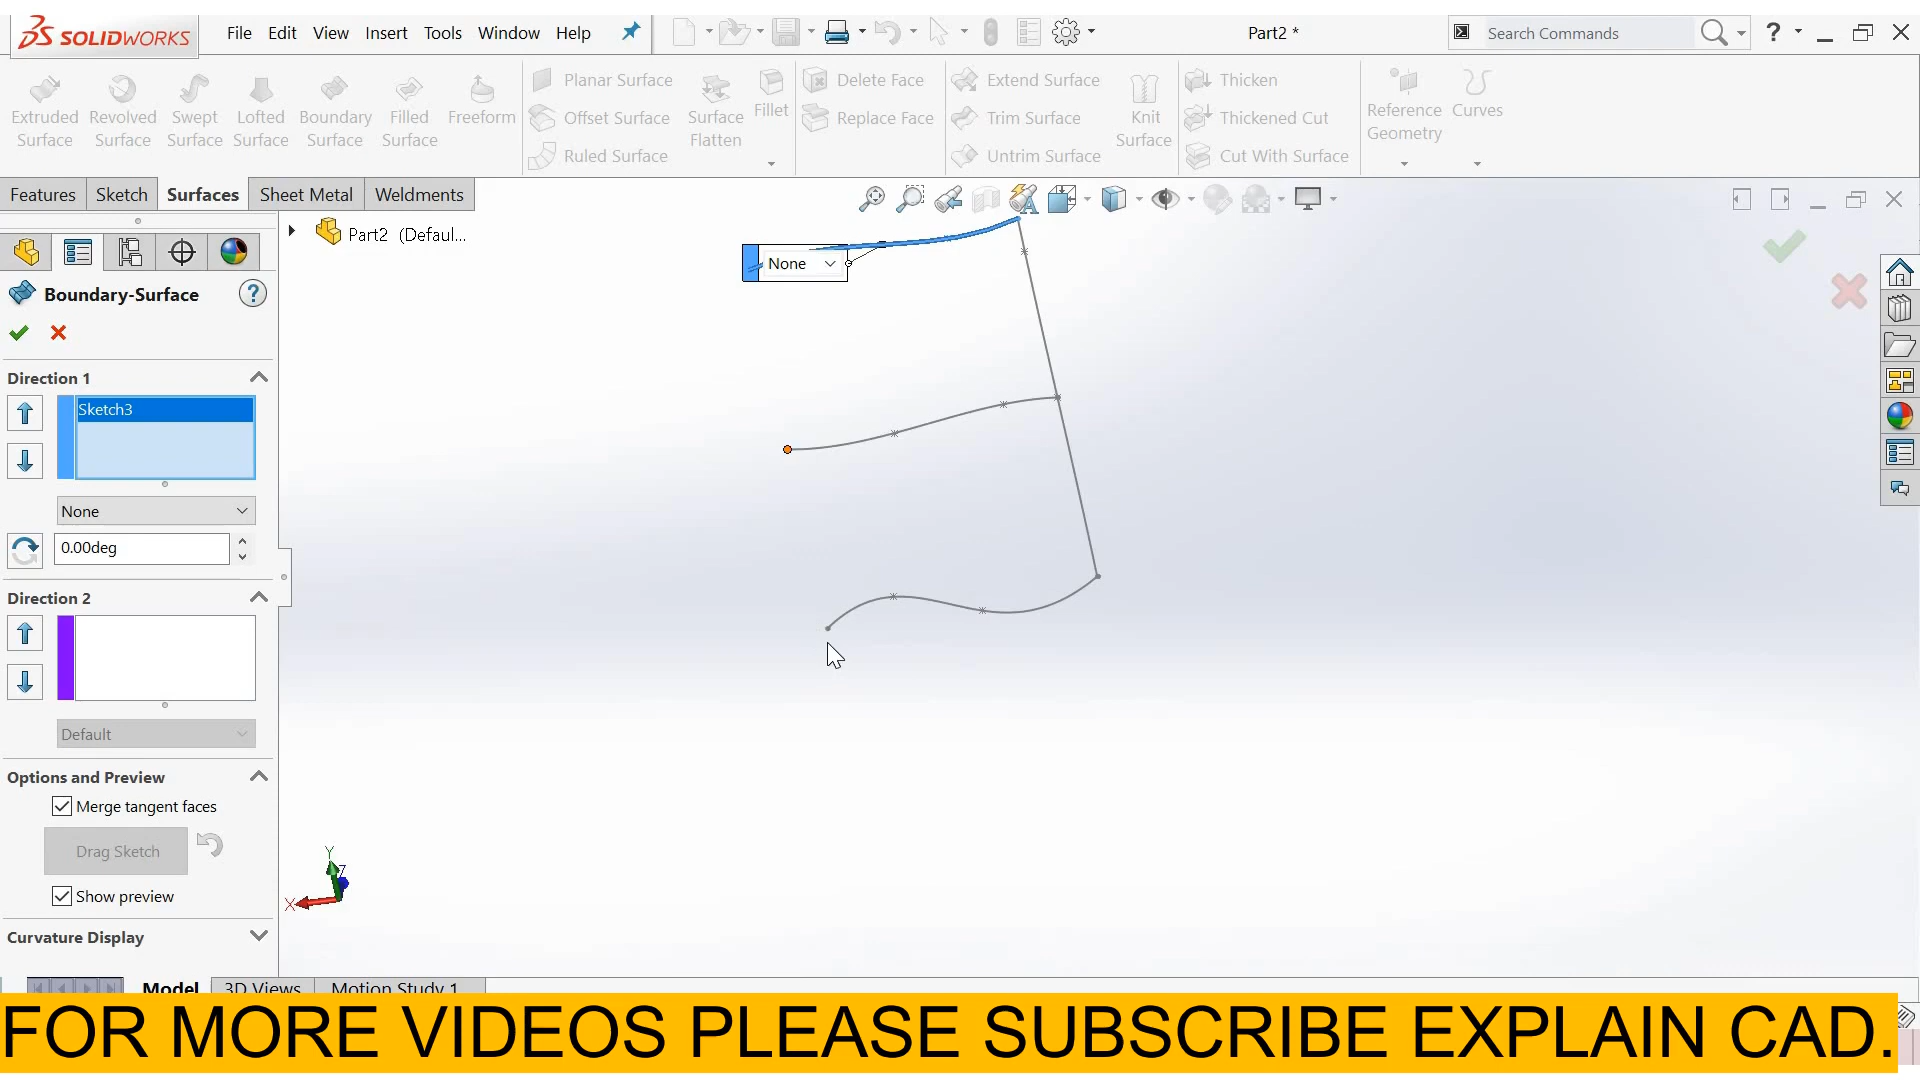 SOLIDWORKS File Edit View Insert Tools Window Help Part2 * Search Commands ?
Extruded Surface
Revolved Surface
Swept Surface
Lofted Surface
Boundary Surface
Filled Surface
Freeform
Planar Surface
Offset Surface
Ruled Surface
Surface Flatten
Fillet
Delete Face
Replace Face
Extend Surface
Trim Surface
Untrim Surface
Knit Surface
Thicken
Thickened Cut
Cut With Surface
Reference Geometry
Curves
Features Sketch Surfaces Sheet Metal Weldments
Part2 (Defaul...
None
Boundary-Surface ?
Direction 1
Sketch3
None
0.00deg
Direction 2
Default
Options and Preview
Merge tangent faces
Drag Sketch
Show preview
Curvature Display
Y
Z
X
Model 3D Views Motion Study 1
FOR MORE VIDEOS PLEASE SUBSCRIBE EXPLAIN CAD.